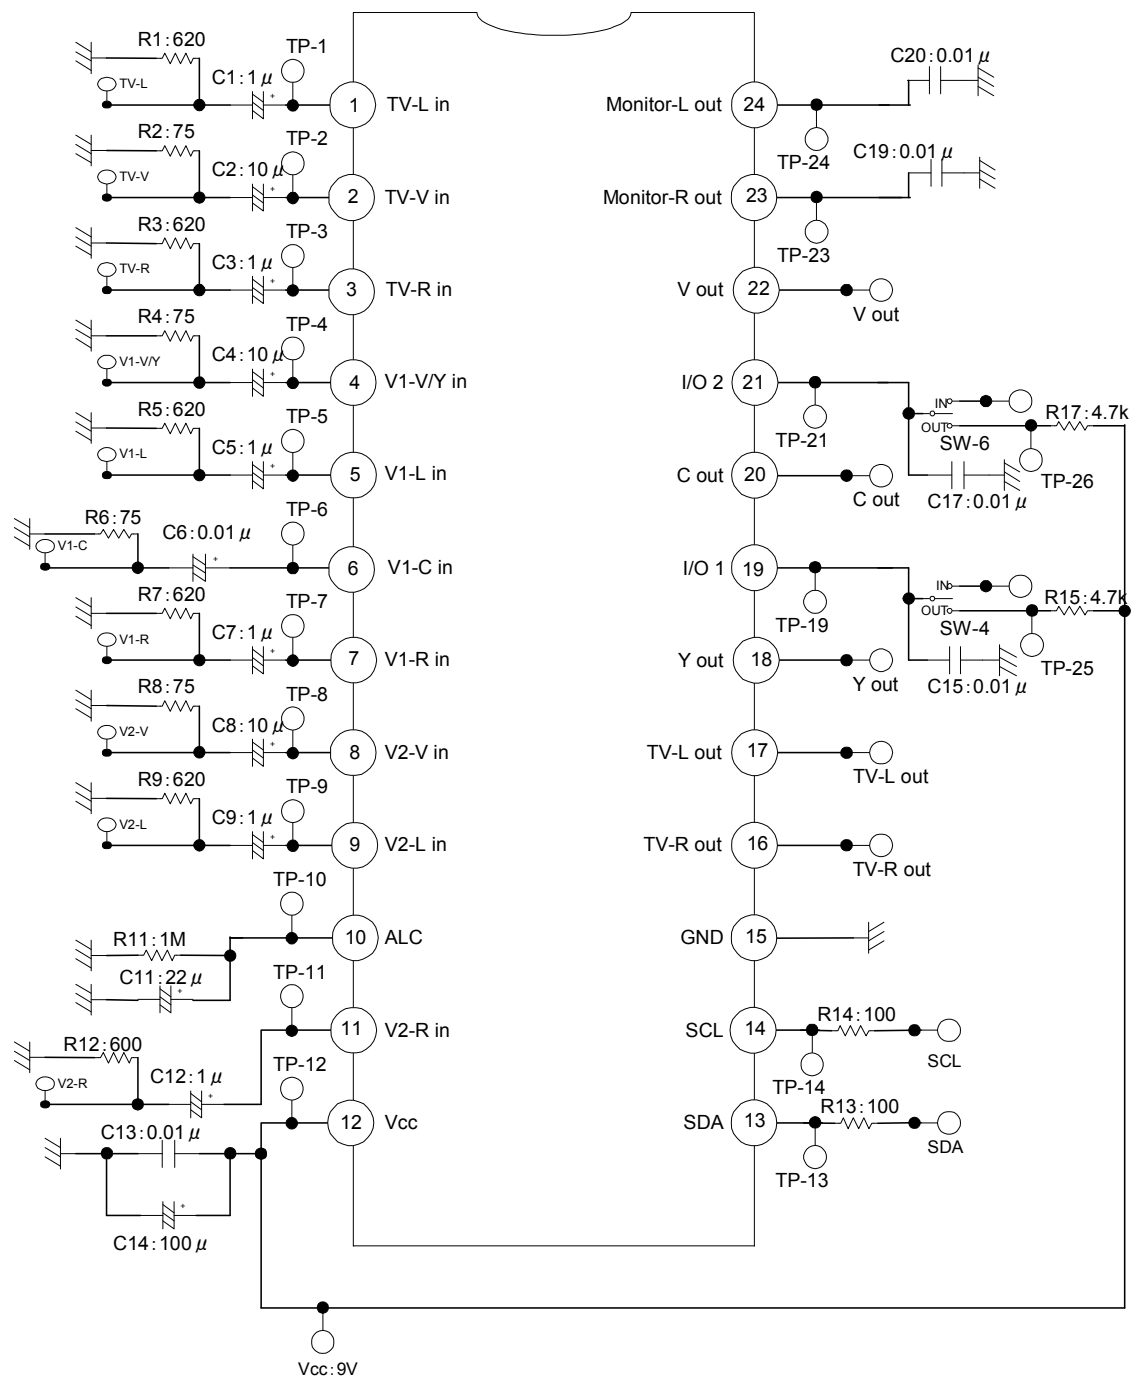 R1:620
TV-L
C1:1μ
+
TP-1
1
TV-L in
R2:75
TV-V
C2:10μ
+
TP-2
2
TV-V in
R3:620
TV-R
C3:1μ
+
TP-3
3
TV-R in
R4:75
V1-V/Y
C4:10μ
+
TP-4
4
V1-V/Y in
R5:620
V1-L
C5:1μ
+
TP-5
5
V1-L in
R6:75
V1-C
C6:0.01μ
+
TP-6
6
V1-C in
R7:620
V1-R
C7:1μ
+
TP-7
7
V1-R in
R8:75
V2-V
C8:10μ
+
TP-8
8
V2-V in
R9:620
V2-L
C9:1μ
+
TP-9
9
V2-L in
TP-10
10
ALC
R11:1M
C11:22μ
+
TP-11
11
V2-R in
R12:600
V2-R
C12:1μ
+
TP-12
12
Vcc
C13:0.01μ
+
C14:100μ
Vcc:9V
Monitor-L out
24
TP-24
C20:0.01μ
Monitor-R out
23
TP-23
C19:0.01μ
V out
22
V out
I/O 2
21
TP-21
IN
OUT
SW-6
R17:4.7k
TP-26
C17:0.01μ
C out
20
C out
I/O 1
19
TP-19
IN
OUT
SW-4
R15:4.7k
TP-25
C15:0.01μ
Y out
18
Y out
TV-L out
17
TV-L out
TV-R out
16
TV-R out
GND
15
SCL
14
R14:100
TP-14
SCL
SDA
13
R13:100
TP-13
SDA